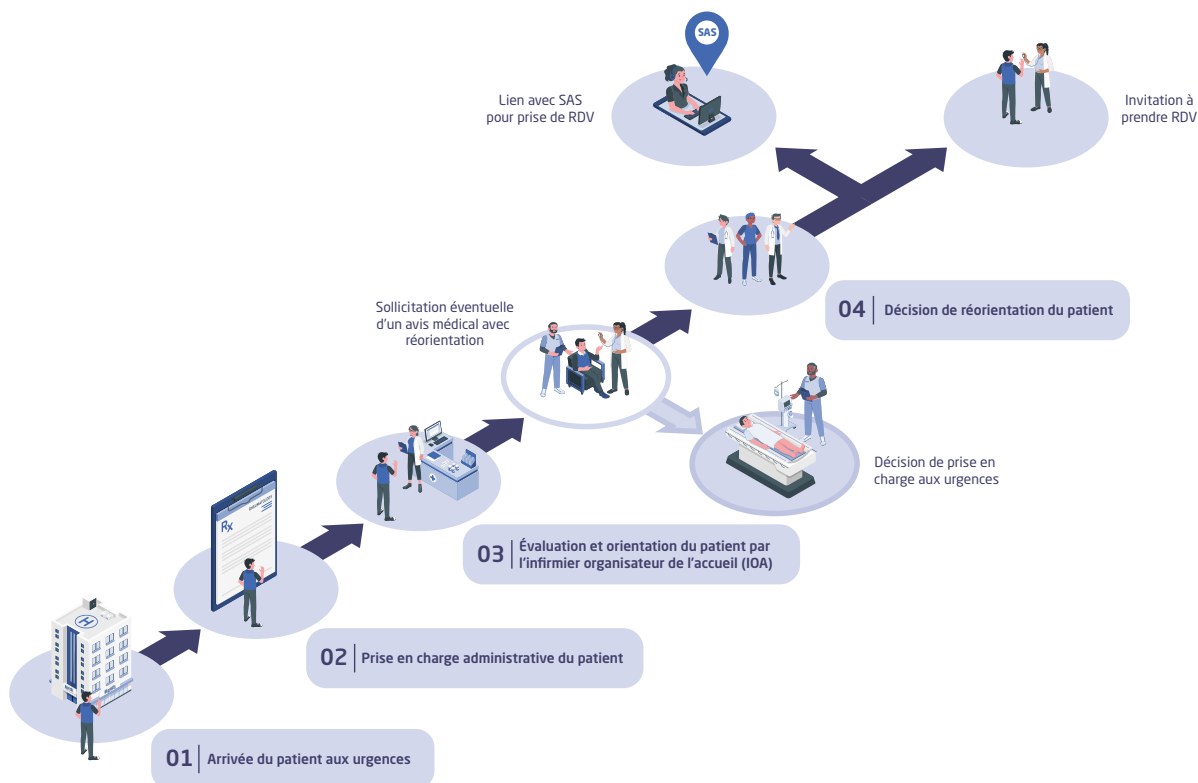 SAS
Lien avec SAS
pour prise de RDV
Invitation à
prendre RDV
Sollicitation éventuelle
d'un avis médical avec
réorientation
04 Décision de réorientation du patient
Décision de prise en
charge aux urgences
Rx
03 Évaluation et orientation du patient par
l'infirmier organisateur de l'accueil (IOA)
H
02 Prise en charge administrative du patient
01 Arrivée du patient aux urgences